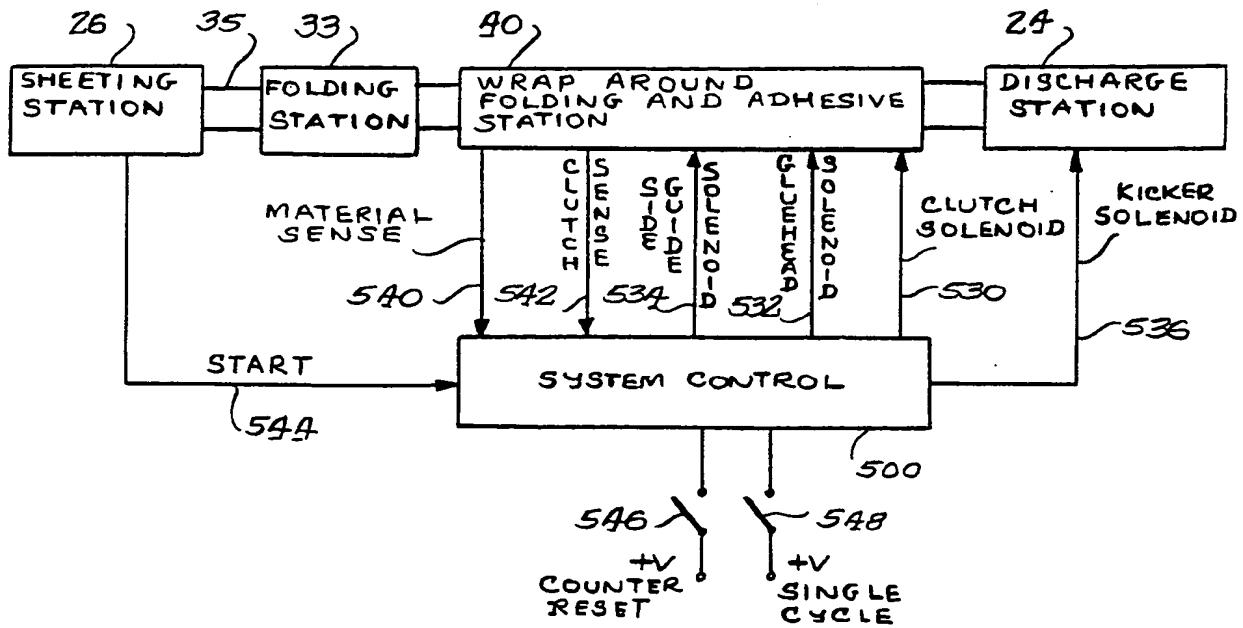 26
35
33
40
24
SHEETING
STATION
FOLDING
STATION
WRAP AROUND
FOLDING AND ADHESIVE
STATION
DISCHARGE
STATION
MATERIAL
SENSE
CLUTCH
SENSE
SIDE
GUIDE
SOLENOID
GLUEHEAD
SOLENOID
CLUTCH
SOLENOID
KICKER
SOLENOID
540
542
534
532
530
536
START
544
SYSTEM CONTROL
500
546
548
+V
COUNTER
RESET
+V
SINGLE
CYCLE